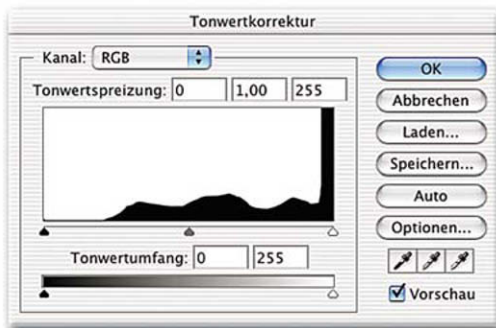 Tonwertkorrektur
Kanal: RGB
Tonwertspreizung: 0 1,00 255
Tonwertumfang: 0 255
OK
Abbrechen
Laden...
Speichern...
Auto
Optionen...
Vorschau